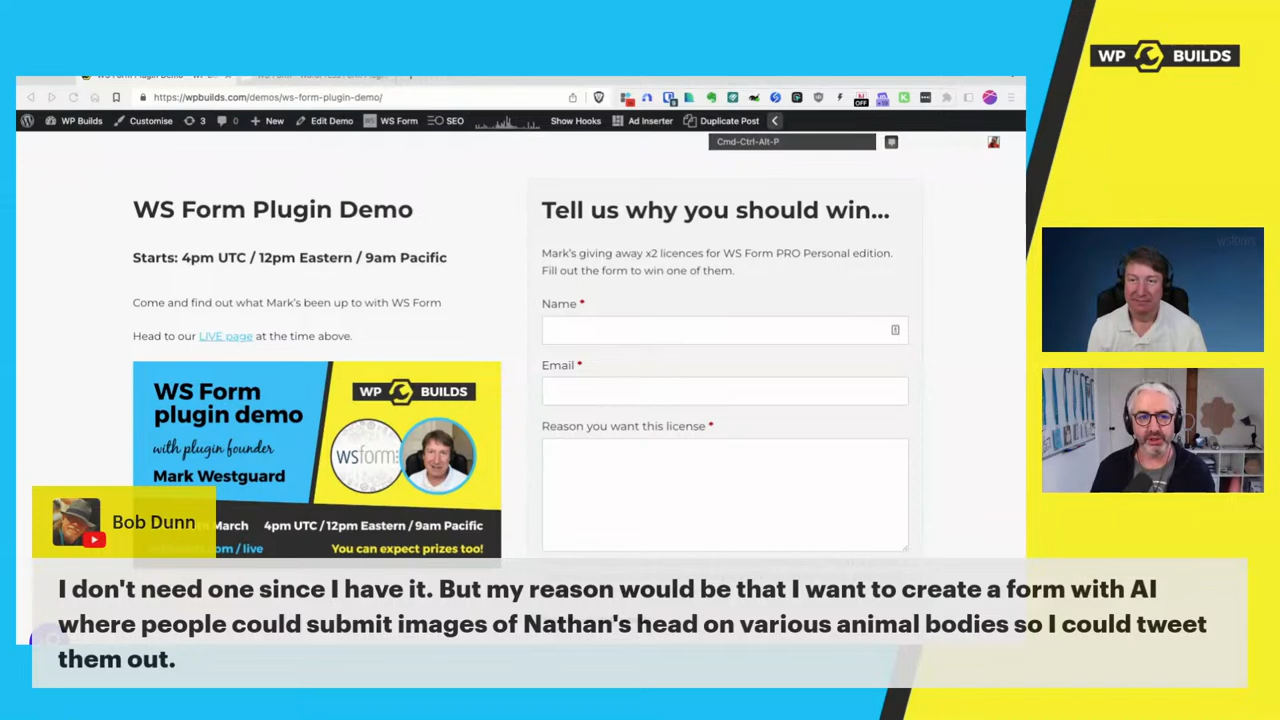 WP BUILDS
https://wpbuilds.com/demos/ws-form-plugin-demo/
WP Builds Customise 3 0 New Edit Demo WS Form SEO Show Hooks Ad Inserter Duplicate Post
Cmd-Ctrl-Alt-P
WS Form Plugin Demo
Starts: 4pm UTC / 12pm Eastern / 9am Pacific
Come and find out what Mark's been up to with WS Form
Head to our LIVE page at the time above.
WS Form
plugin demo
with plugin founder
Mark Westguard
WP BUILDS
wsform
March 4pm UTC / 12pm Eastern / 9am Pacific
/ live You can expect prizes too!
Tell us why you should win...
Mark's giving away x2 licences for WS Form PRO Personal edition.
Fill out the form to win one of them.
Name *
Email *
Reason you want this license *
wsform
Bob Dunn
I don't need one since I have it. But my reason would be that I want to create a form with AI
where people could submit images of Nathan's head on various animal bodies so I could tweet
them out.